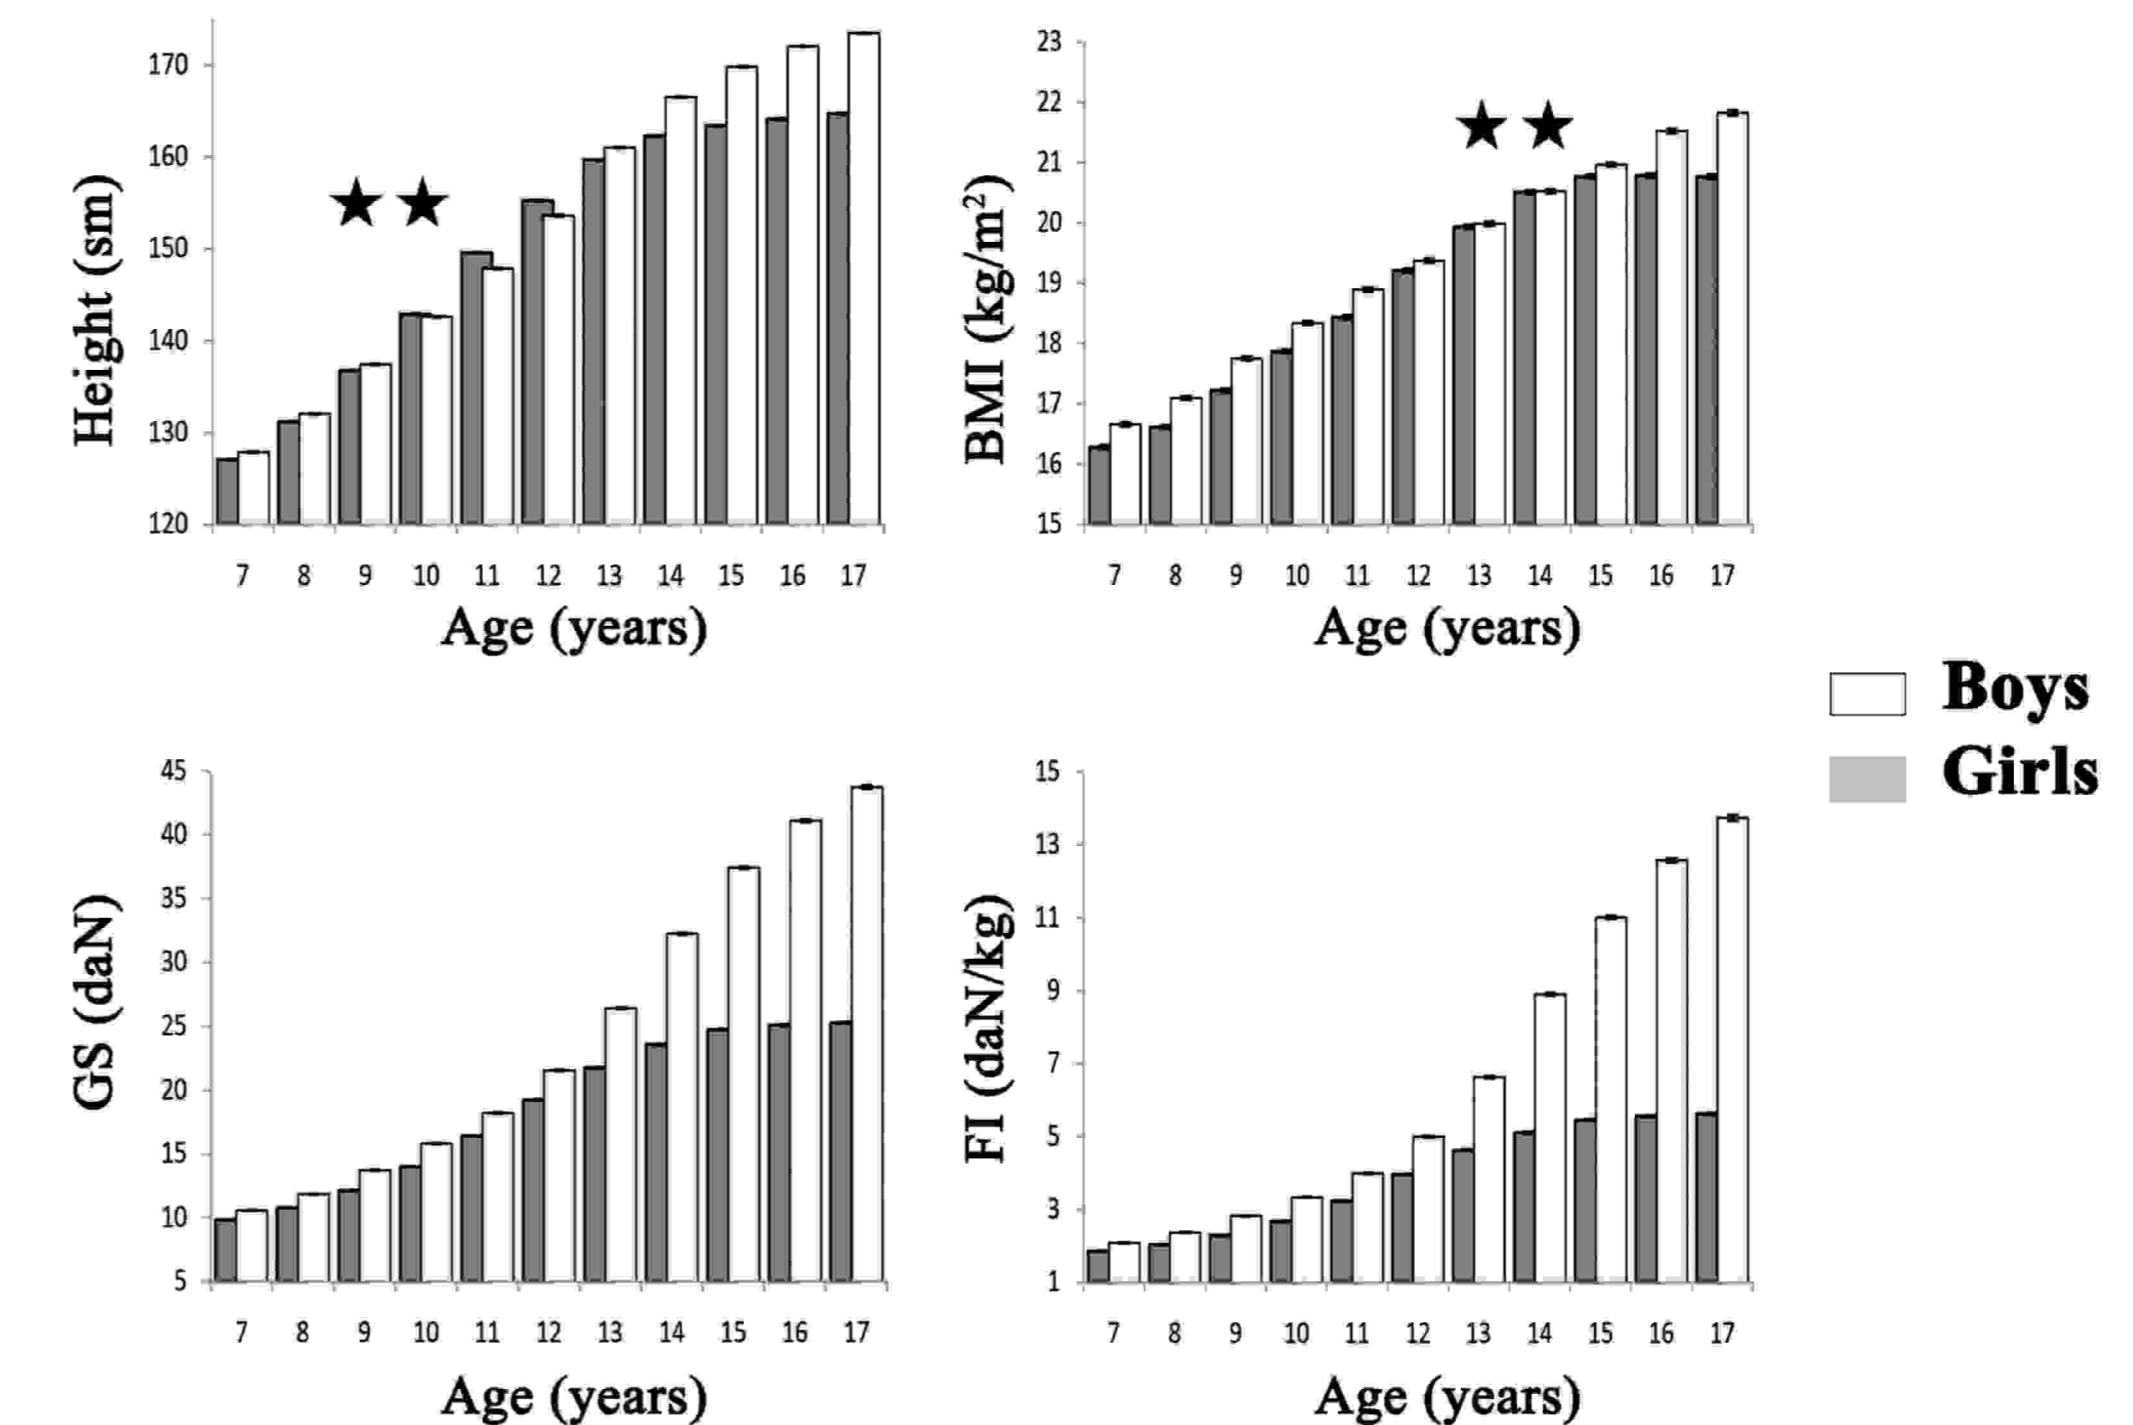 Height (sm)
170
160
150
140
130
120
7 8 9 10 11 12 13 14 15 16 17
Age (years)
BMI (kg/m²)
23
22
21
20
19
18
17
16
15
7 8 9 10 11 12 13 14 15 16 17
Age (years)
Boys
Girls
GS (daN)
45
40
35
30
25
20
15
10
5
7 8 9 10 11 12 13 14 15 16 17
Age (years)
FI (daN/kg)
15
13
11
9
7
5
3
1
7 8 9 10 11 12 13 14 15 16 17
Age (years)